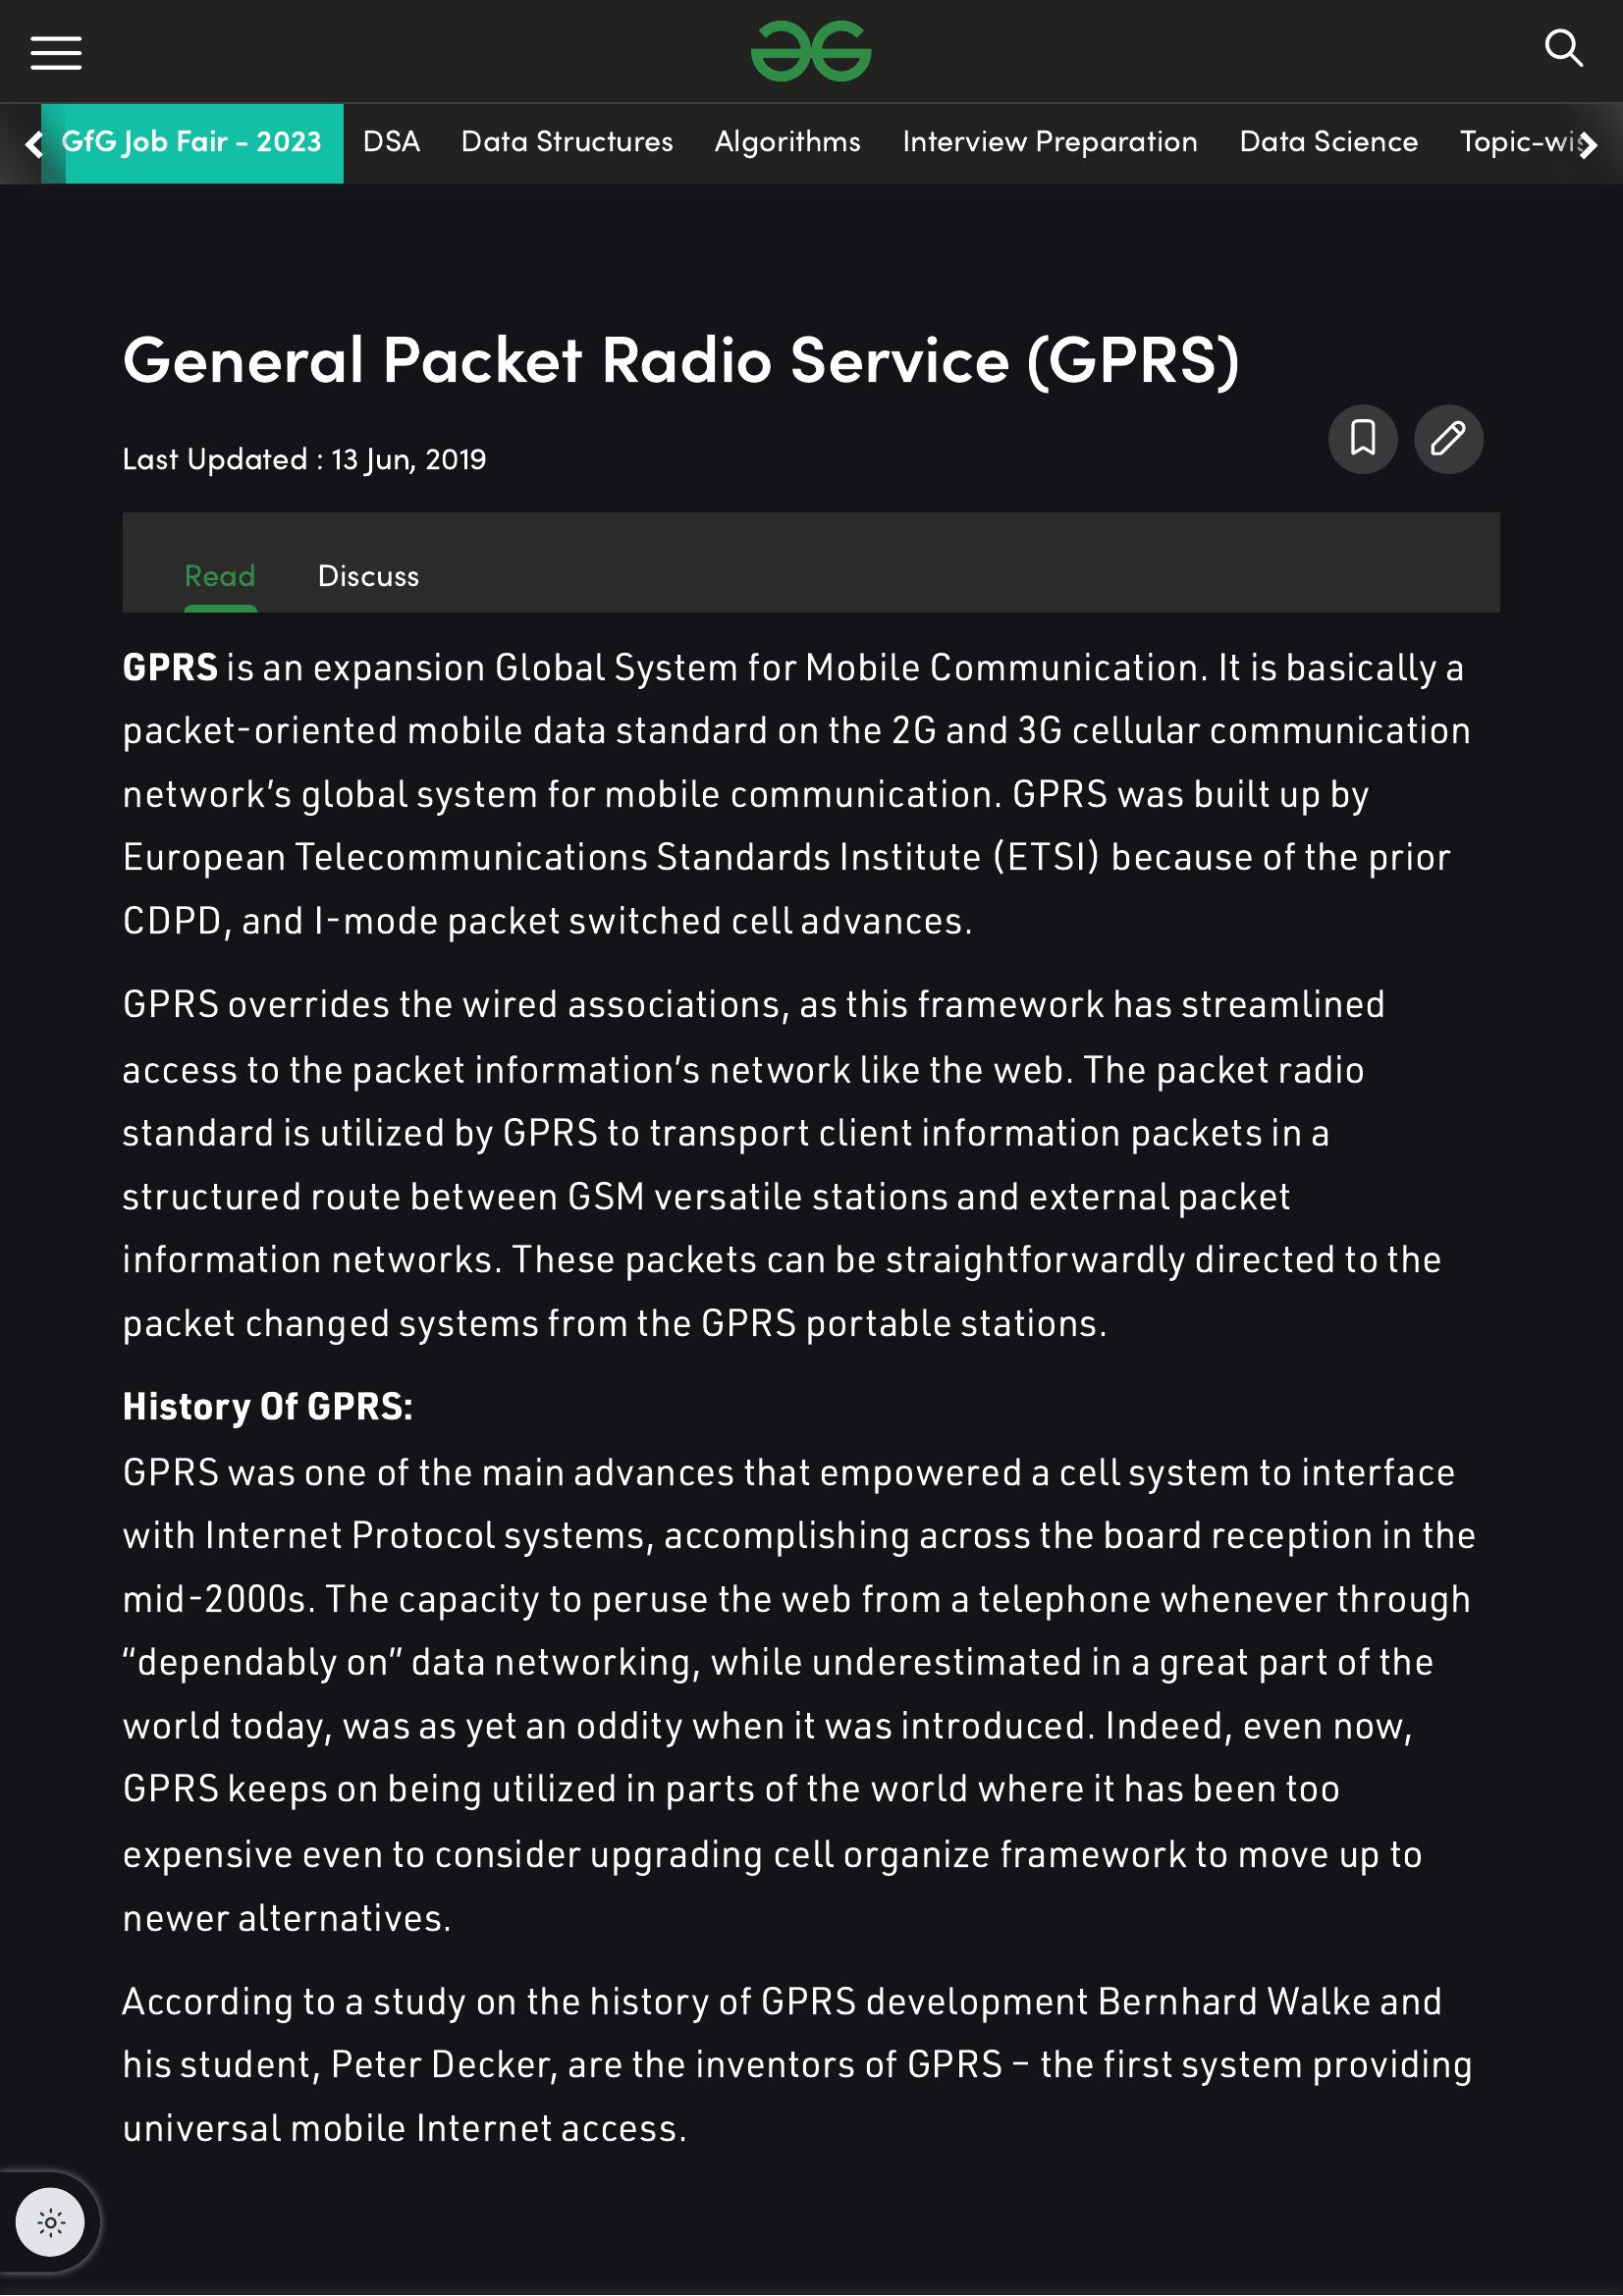 GfG Job Fair - 2023 DSA Data Structures Algorithms Interview Preparation Data Science
General Packet Radio Service (GPRS)
Last Updated : 13 Jun, 2019
Read Discuss
GPRS is an expansion Global System for Mobile Communication. It is basically a
packet-oriented mobile data standard on the 2G and 3G cellular communication
network’s global system for mobile communication. GPRS was built up by
European Telecommunications Standards Institute (ETSI) because of the prior
CDPD, and I-mode packet switched cell advances.
GPRS overrides the wired associations, as this framework has streamlined
access to the packet information’s network like the web. The packet radio
standard is utilized by GPRS to transport client information packets in a
structured route between GSM versatile stations and external packet
information networks. These packets can be straightforwardly directed to the
packet changed systems from the GPRS portable stations.
History Of GPRS:
GPRS was one of the main advances that empowered a cell system to interface
with Internet Protocol systems, accomplishing across the board reception in the
mid-2000s. The capacity to peruse the web from a telephone whenever through
“dependably on” data networking, while underestimated in a great part of the
world today, was as yet an oddity when it was introduced. Indeed, even now,
GPRS keeps on being utilized in parts of the world where it has been too
expensive even to consider upgrading cell organize framework to move up to
newer alternatives.
According to a study on the history of GPRS development Bernhard Walke and
his student, Peter Decker, are the inventors of GPRS – the first system providing
universal mobile Internet access.